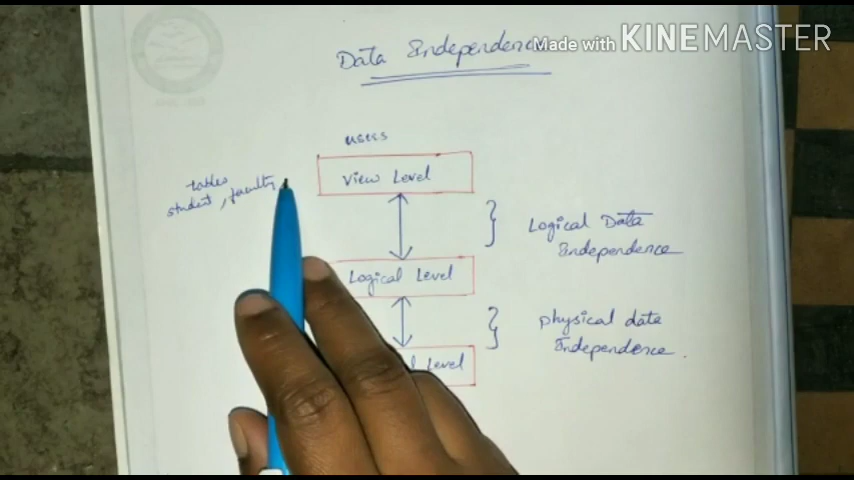 Made with KINEMASTER
Data Independence
users
View Level
tables
student, faculty
Logical Data
Independence
Logical Level
physical data
Independence.
Level